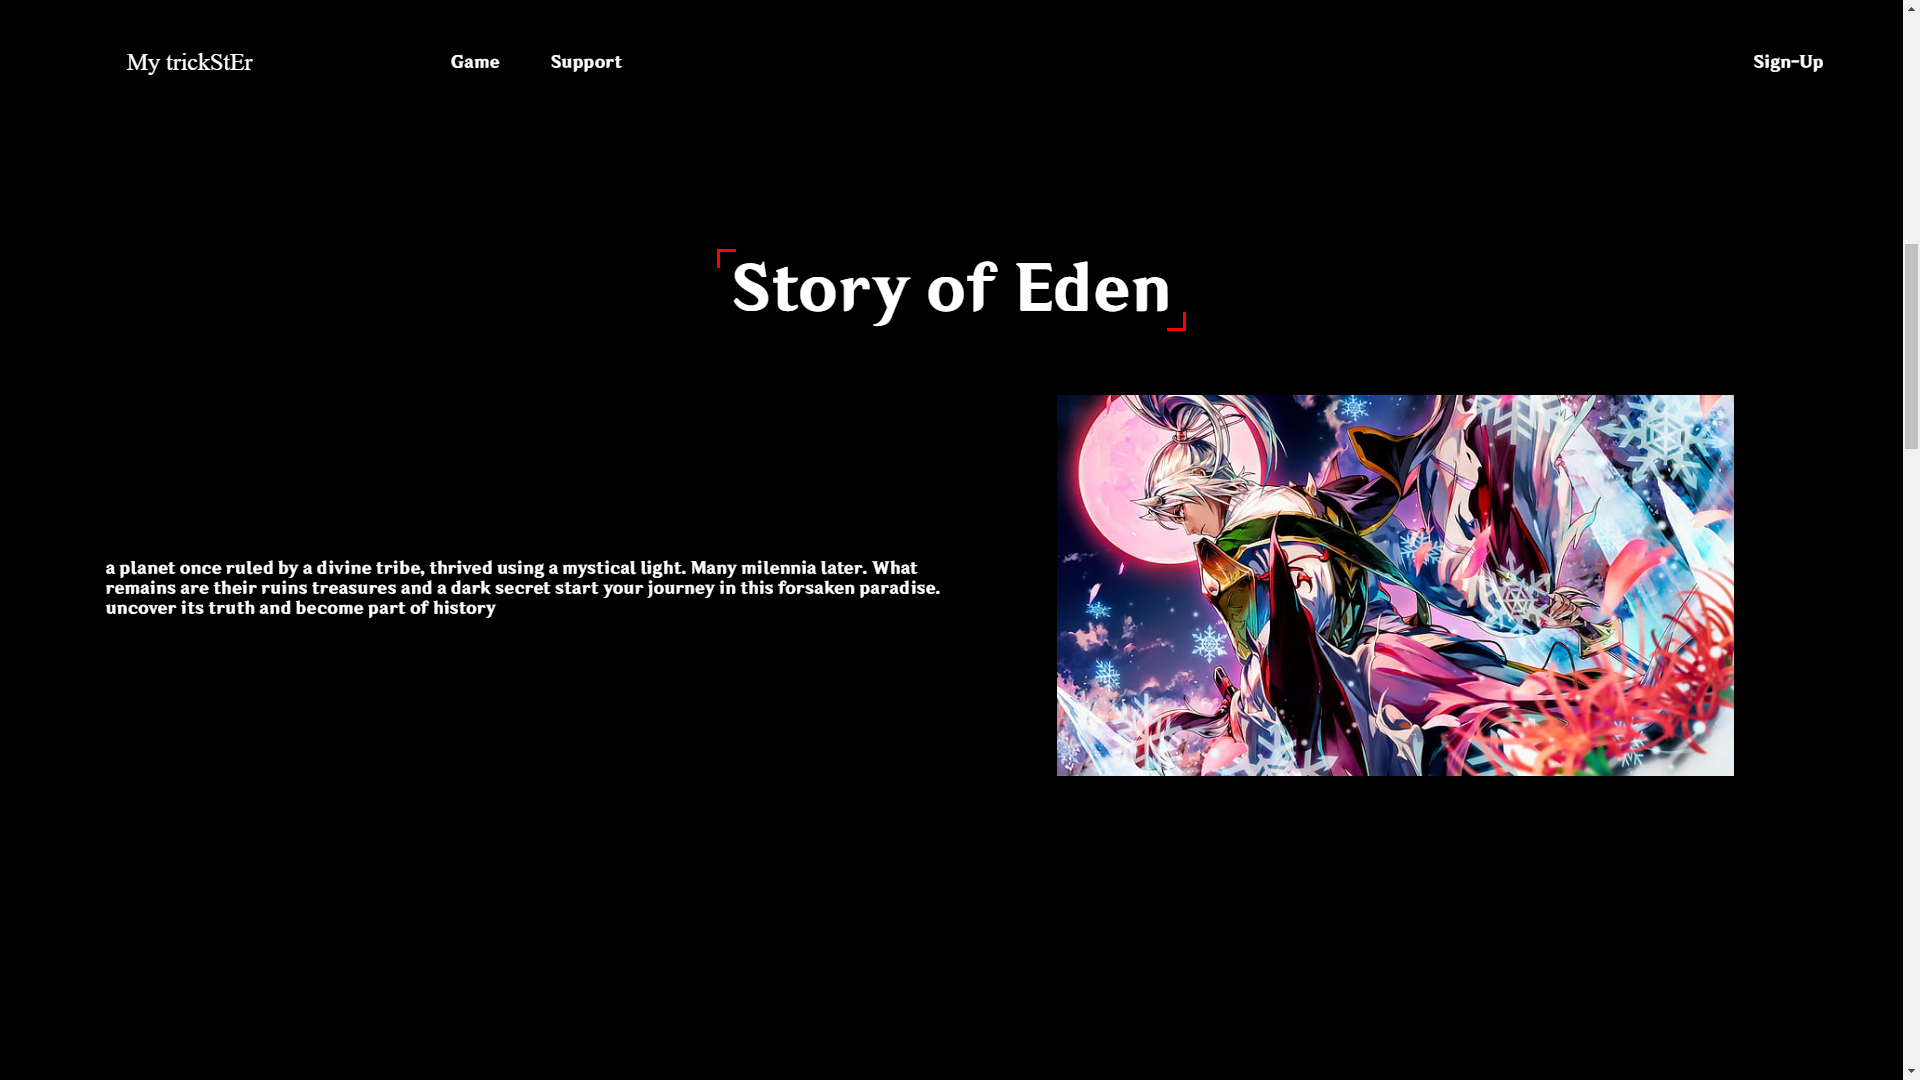 My trickStEr
Game
Support
Sign-Up
Story of Eden
a planet once ruled by a divine tribe, thrived using a mystical light. Many milennia later. What
remains are their ruins treasures and a dark secret start your journey in this forsaken paradise.
uncover its truth and become part of history